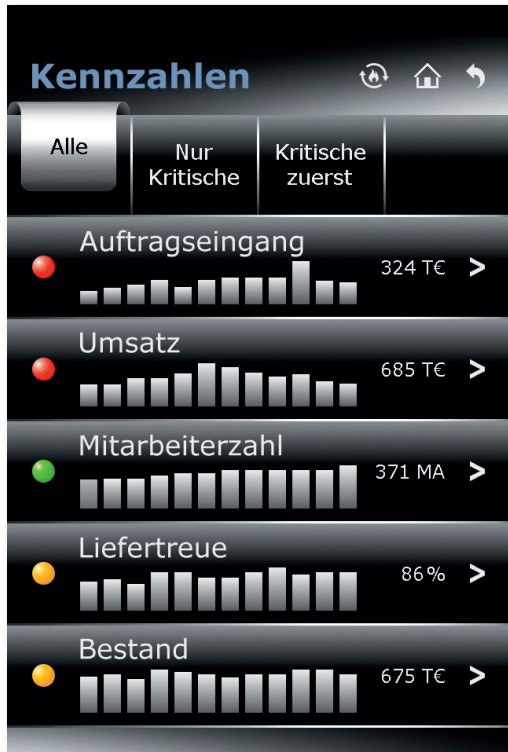 Kennzahlen
Alle
Nur
Kritische
Kritische
zuerst
Auftragseingang
324 T€ >
Umsatz
685 T€ >
Mitarbeiterzahl
371 MA >
Liefertreue
86% >
Bestand
675 T€ >